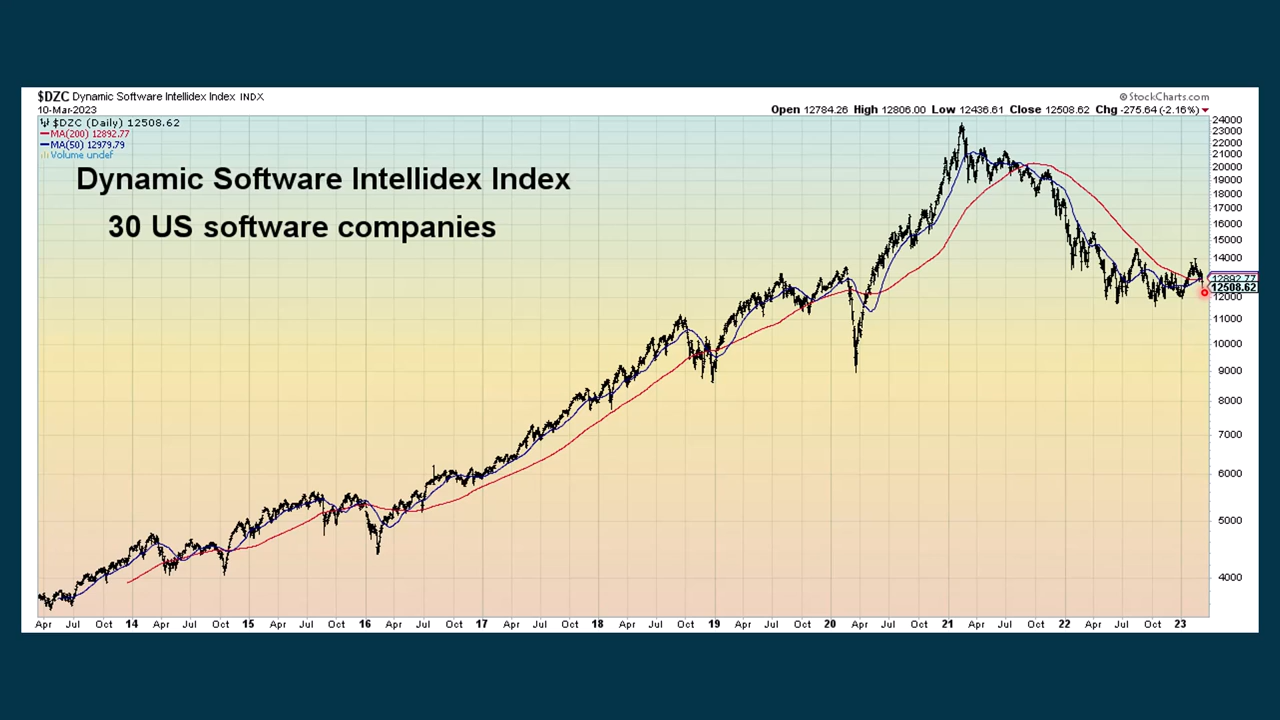 $DZC Dynamic Software Intellidex Index INDX
© StockCharts.com
10-Mar-2023
Open 12784.26 High 12806.00 Low 12436.61 Close 12508.62 Chg -275.64 (-2.16%)
$DZC (Daily) 12508.62
MA(200) 12892.77
MA(50) 12979.79
Volume undef
Dynamic Software Intellidex Index
30 US software companies
24000
23000
22000
21000
20000
19000
18000
17000
16000
15000
14000
12892.77
12508.62
12000
11000
10000
9000
8000
7000
6000
5000
4000
Apr Jul Oct 14 Apr Jul Oct 15 Apr Jul Oct 16 Apr Jul Oct 17 Apr Jul Oct 18 Apr Jul Oct 19 Apr Jul Oct 20 Apr Jul Oct 21 Apr Jul Oct 22 Apr Jul Oct 23